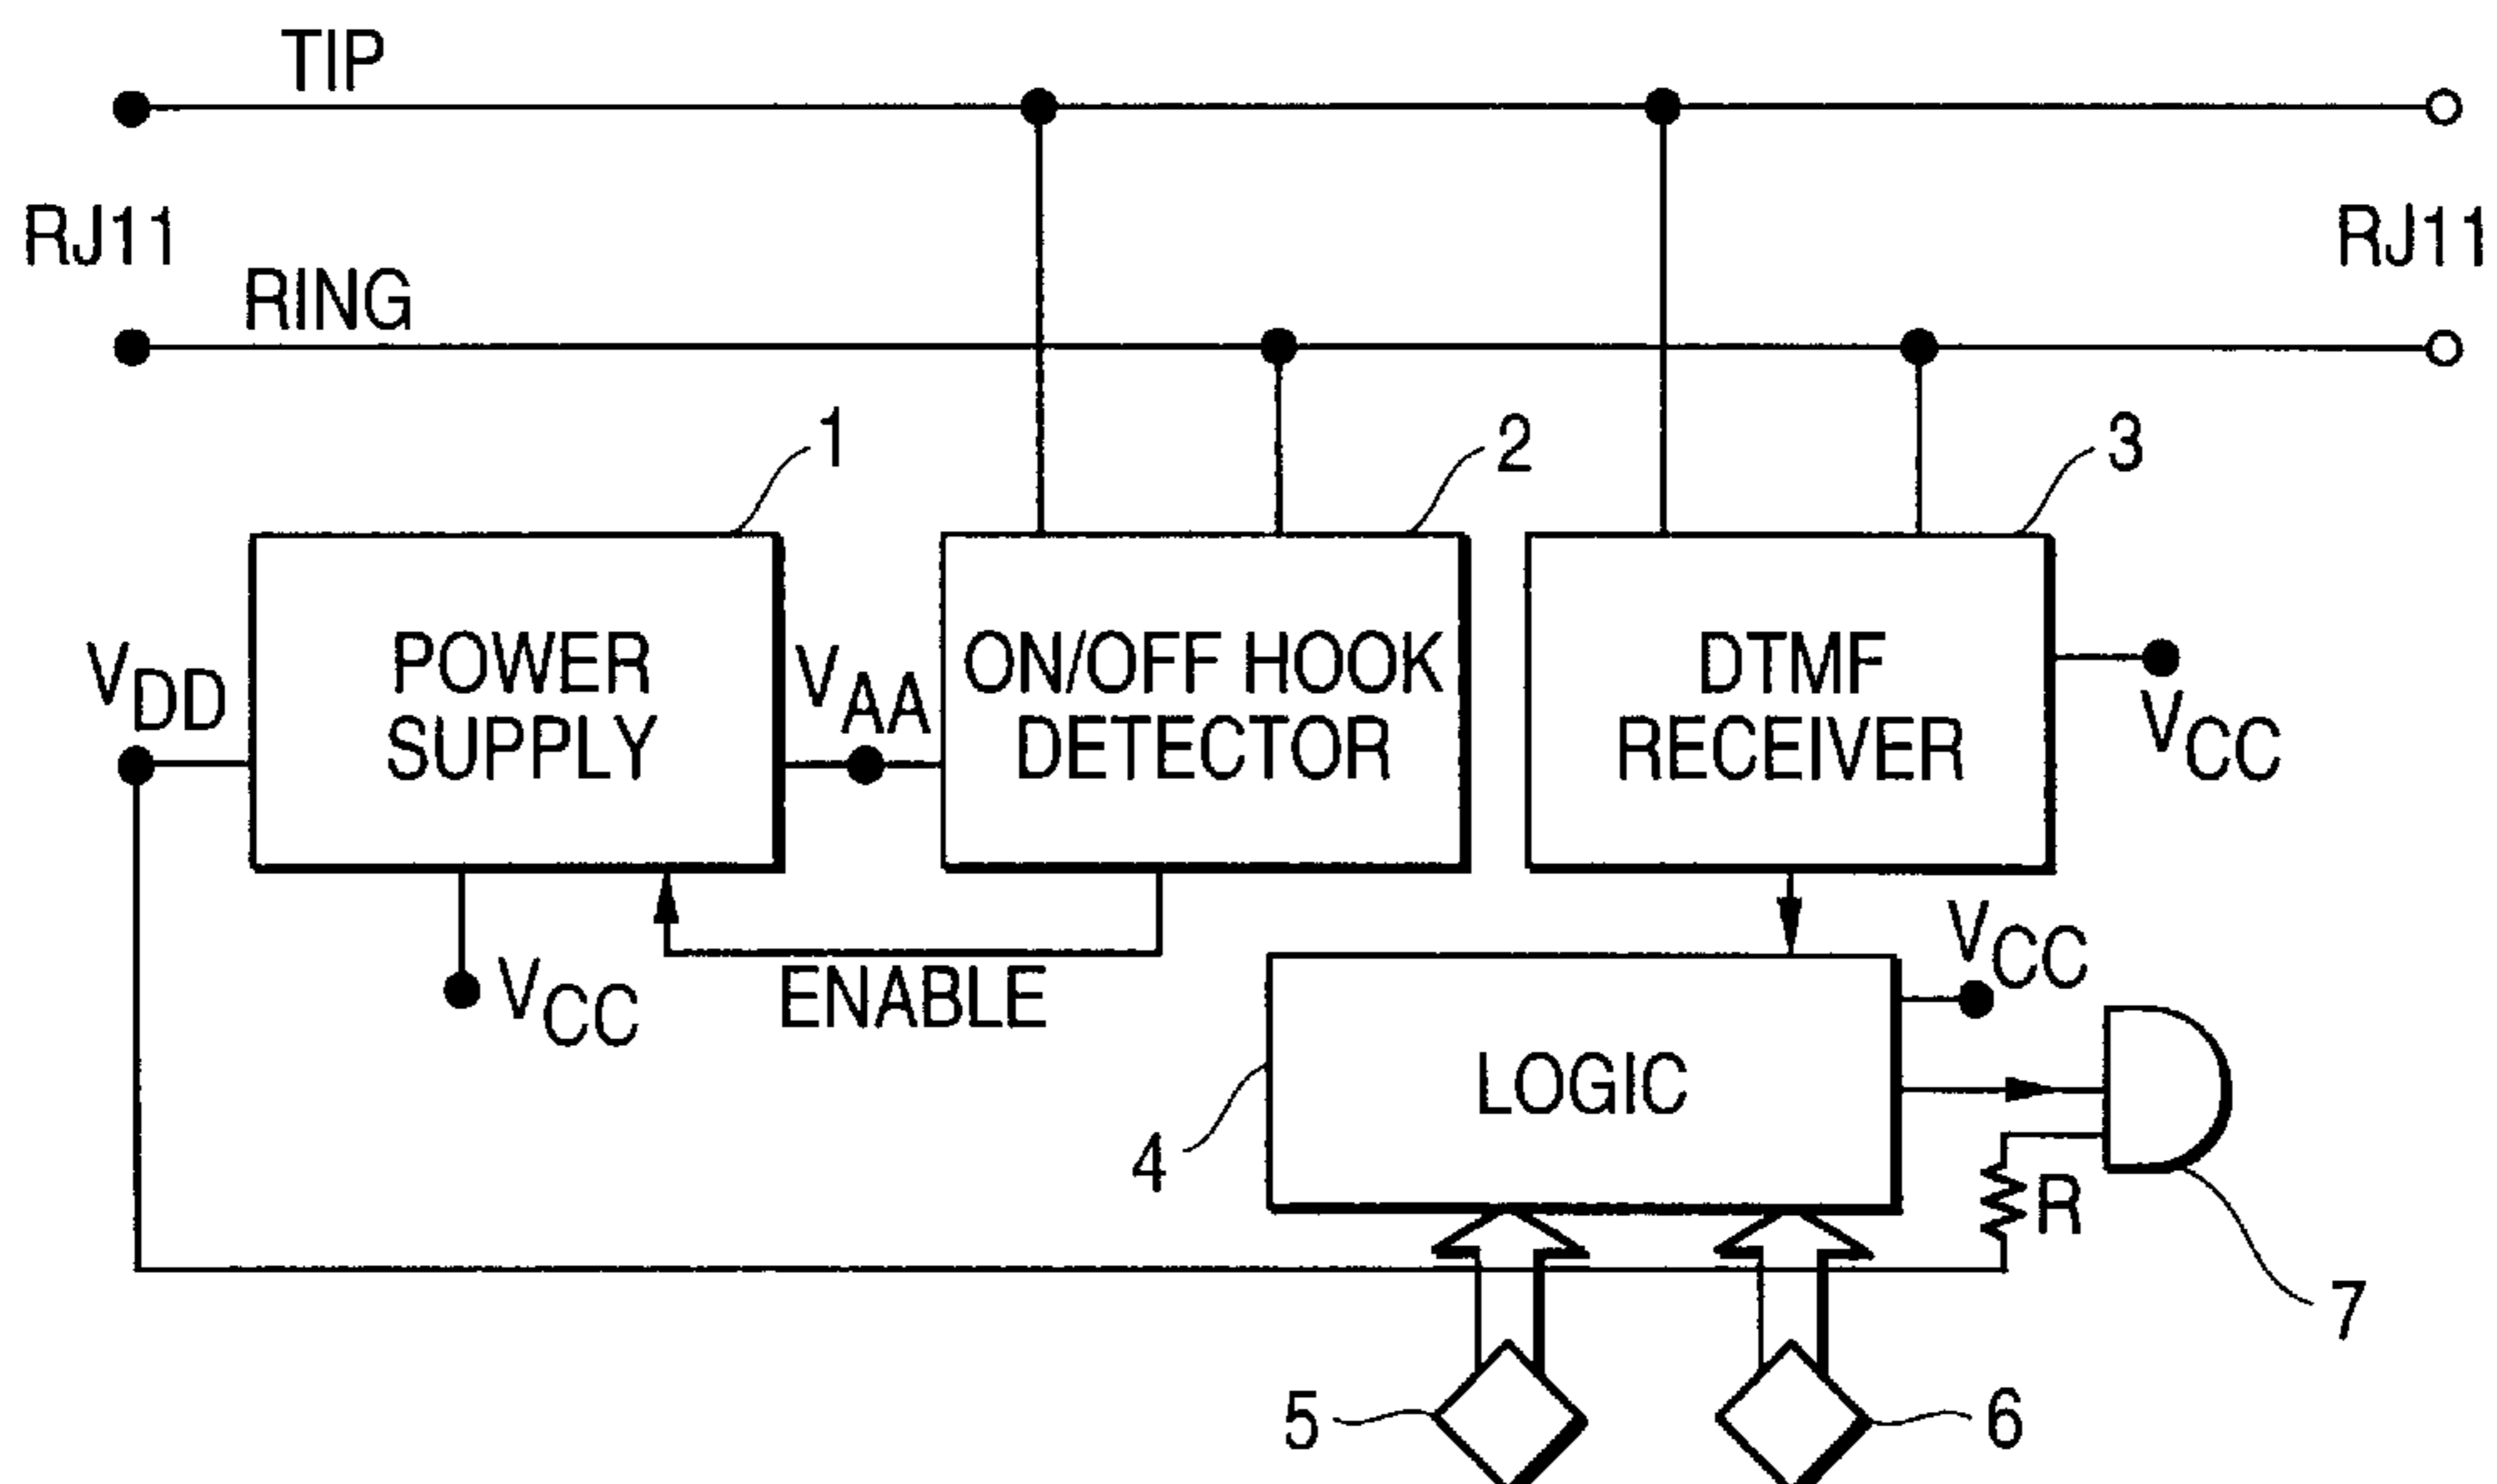 TIP
RJ11
RJ11
RING
1
2
3
VDD
POWER
SUPPLY
VAA
ON/OFF HOOK
DETECTOR
DTMF
RECEIVER
VCC
VCC
ENABLE
VCC
LOGIC
4
R
7
5
6